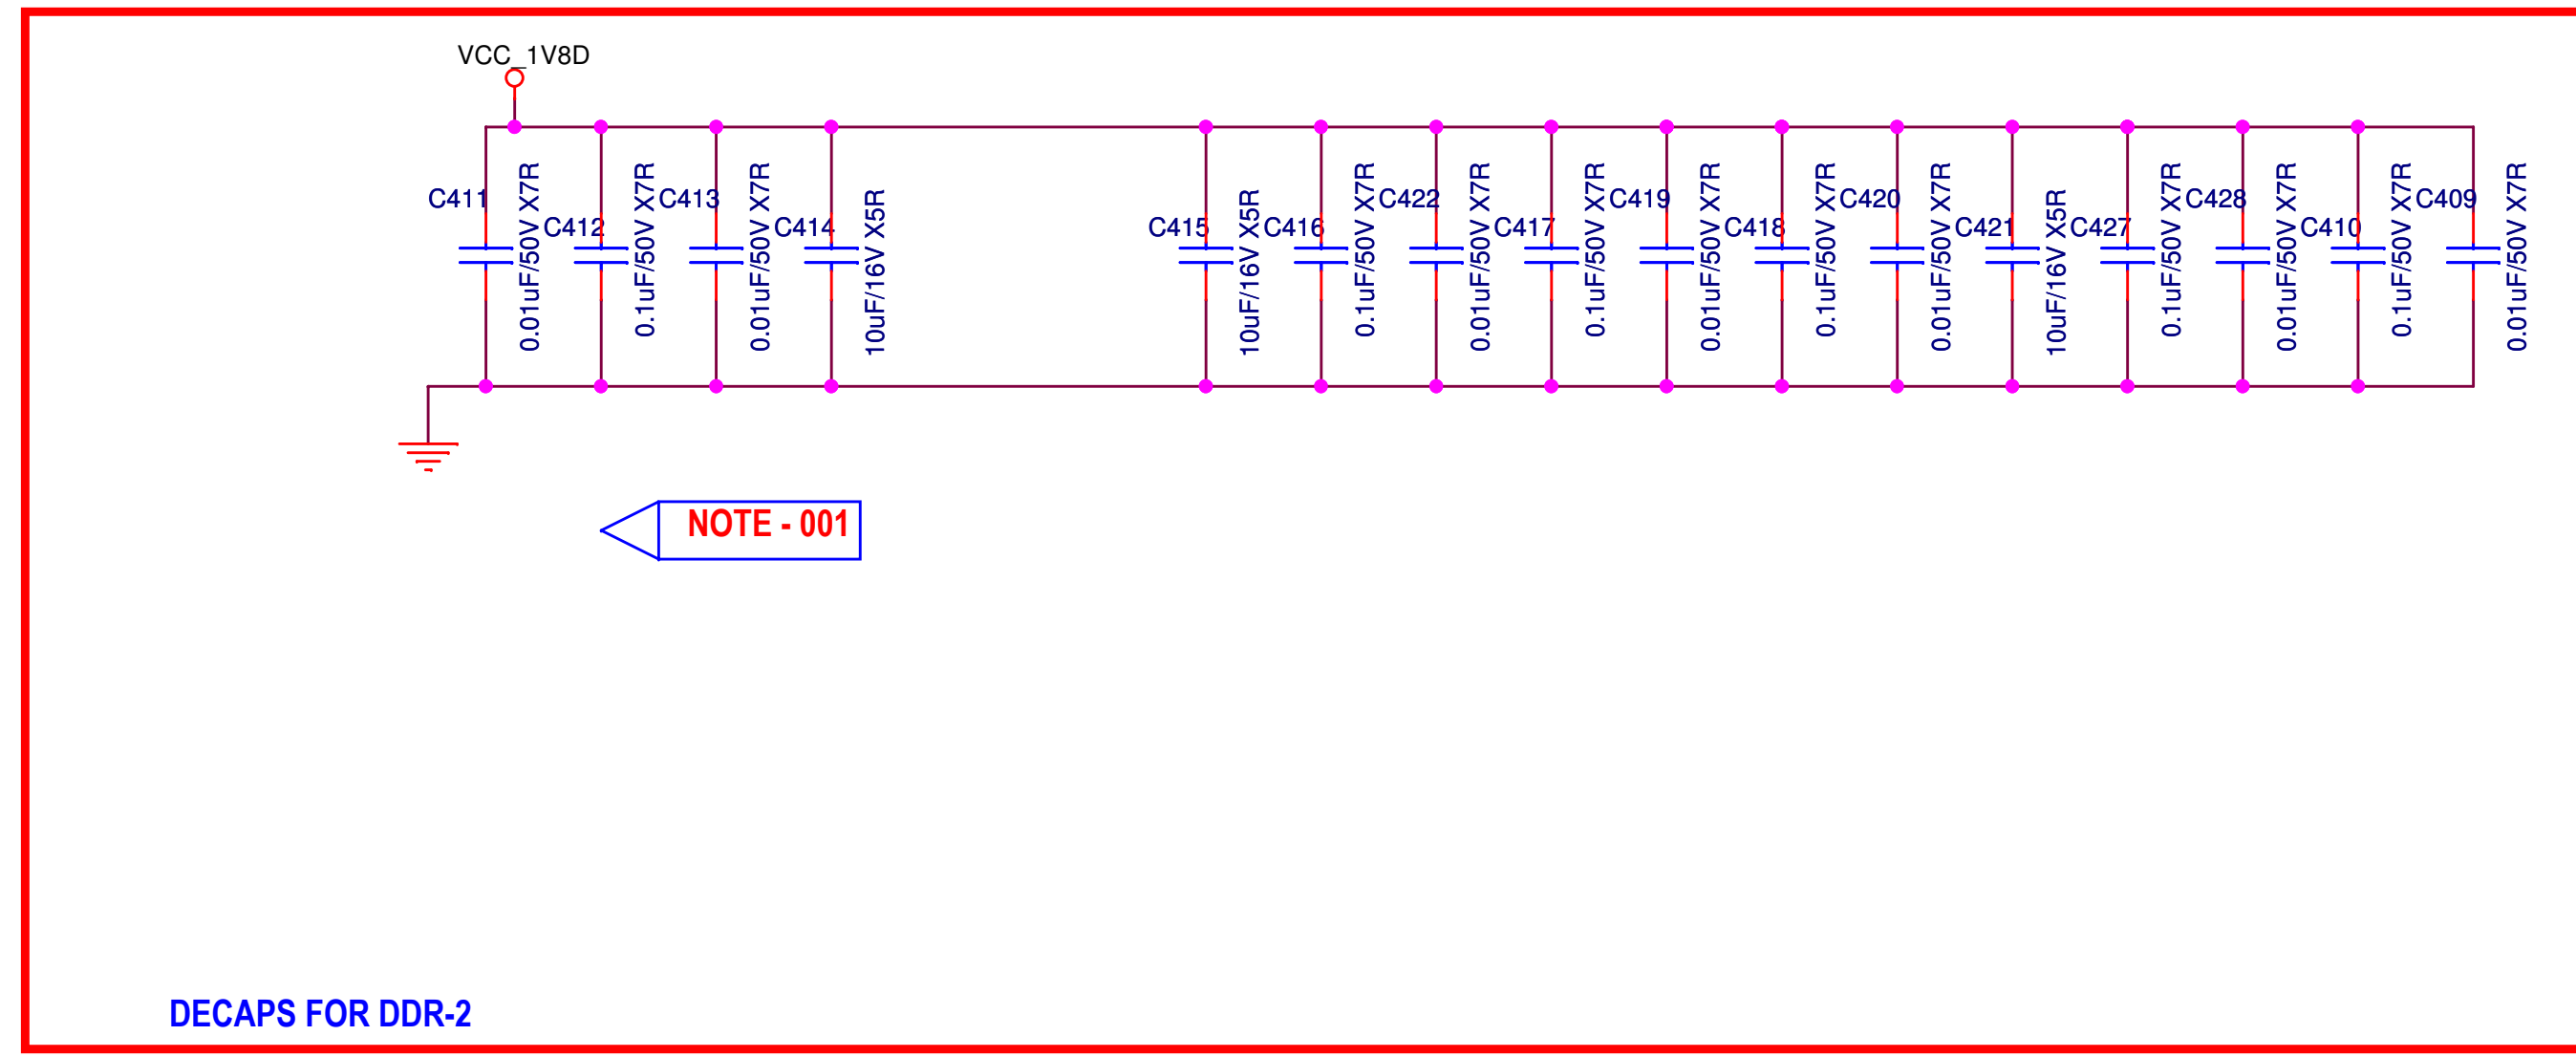 VCC_1V8D
C411
0.01uF/50V X7R
C412
0.1uF/50V X7R
C413
0.01uF/50V X7R
C414
10uF/16V X5R
C415
10uF/16V X5R
C416
0.1uF/50V X7R
C422
0.01uF/50V X7R
C417
0.1uF/50V X7R
C419
0.01uF/50V X7R
C418
0.1uF/50V X7R
C420
0.01uF/50V X7R
C421
10uF/16V X5R
C427
0.1uF/50V X7R
C428
0.01uF/50V X7R
C410
0.1uF/50V X7R
C409
0.01uF/50V X7R
NOTE - 001
DECAPS FOR DDR-2